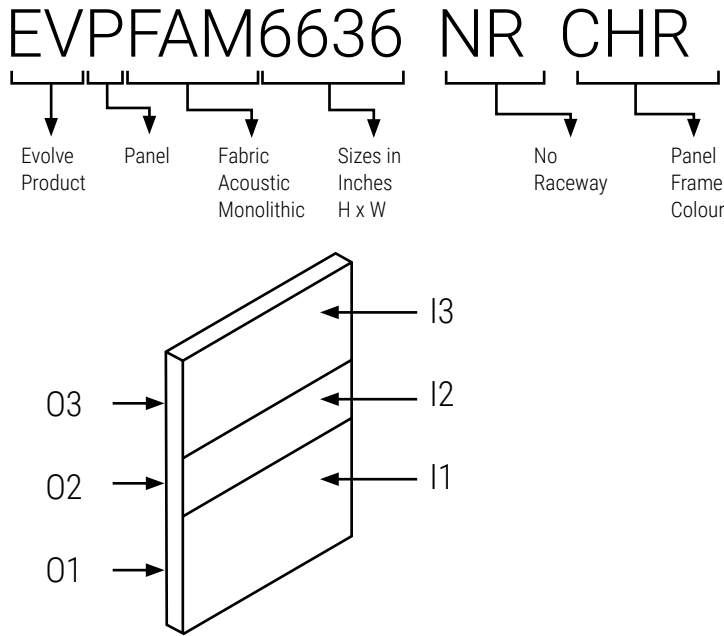 EVPFAM6636 NR CHR
Evolve Product
Panel
Fabric Acoustic Monolithic
Sizes in Inches H x W
No Raceway
Panel Frame Colour
I3
O3
I2
O2
I1
O1